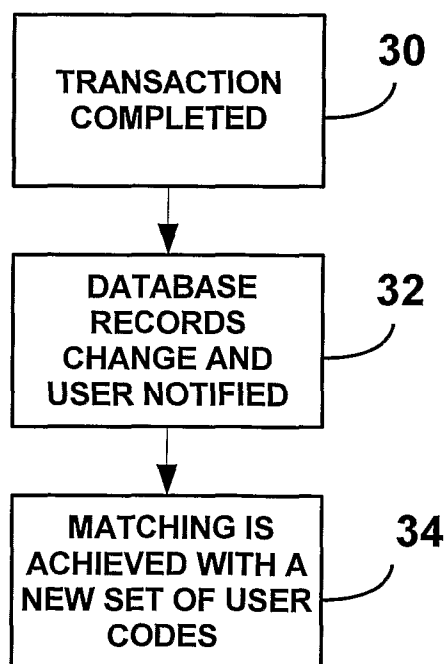 TRANSACTION
COMPLETED
30
DATABASE
RECORDS
CHANGE AND
USER NOTIFIED
32
MATCHING IS
ACHIEVED WITH A
NEW SET OF USER
CODES
34